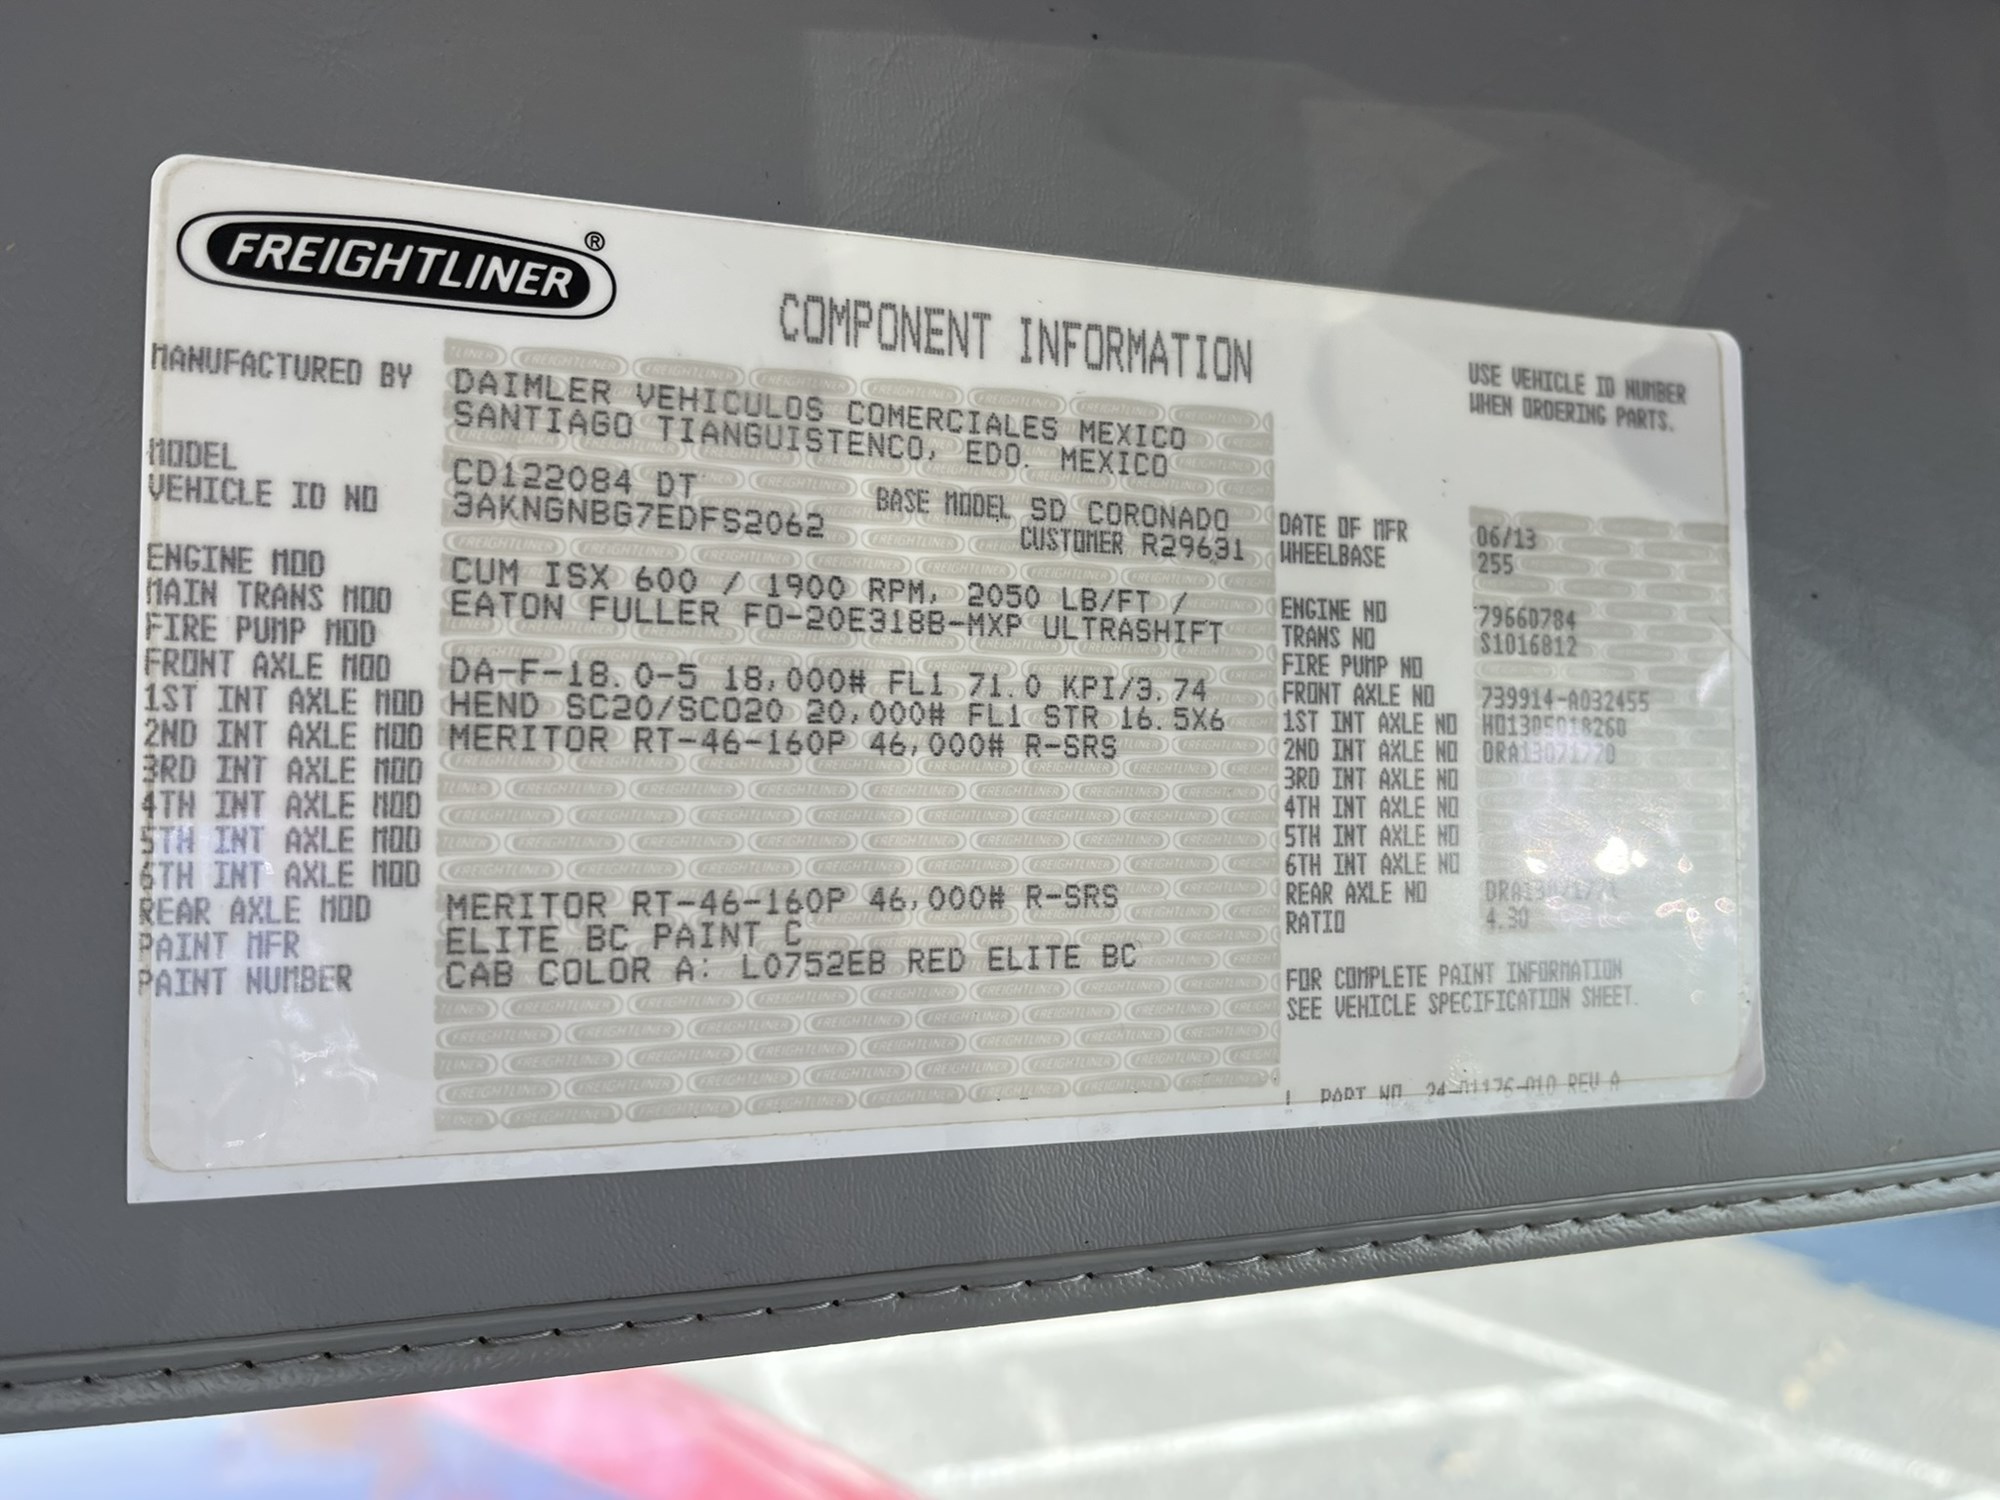 FREIGHTLINER®
COMPONENT INFORMATION
USE VEHICLE ID NUMBER
WHEN ORDERING PARTS.
MANUFACTURED BY DAIMLER VEHICULOS COMERCIALES MEXICO
SANTIAGO TIANGUISTENCO, EDO. MEXICO
MODEL CD122084 DT BASE MODEL SD CORONADO
VEHICLE ID NO 3AKNGNBG7EDFS2062 CUSTOMER R29631
ENGINE MOD CUM ISX 600 / 1900 RPM, 2050 LB/FT /
MAIN TRANS MOD EATON FULLER FO-20E318B-MXP ULTRASHIFT
FIRE PUMP MOD
FRONT AXLE MOD DA-F-18.0-5 18,000# FL1 71.0 KPI/3.74
1ST INT AXLE MOD HEND SC20/SCO20 20,000# FL1 STR 16.5X6
2ND INT AXLE MOD MERITOR RT-46-160P 46,000# R-SRS
3RD INT AXLE MOD
4TH INT AXLE MOD
5TH INT AXLE MOD
6TH INT AXLE MOD
REAR AXLE MOD MERITOR RT-46-160P 46,000# R-SRS
PAINT MFR ELITE BC PAINT C
PAINT NUMBER CAB COLOR A: L0752EB RED ELITE BC
DATE OF MFR 06/13
WHEELBASE 255
ENGINE NO 79660784
TRANS NO S1016812
FIRE PUMP NO
FRONT AXLE NO 739914-A032455
1ST INT AXLE NO HO1305018260
2ND INT AXLE NO DRA13071770
3RD INT AXLE NO
4TH INT AXLE NO
5TH INT AXLE NO
6TH INT AXLE NO
REAR AXLE NO
RATIO 4.30
FOR COMPLETE PAINT INFORMATION
SEE VEHICLE SPECIFICATION SHEET.
PART NO. 24-01176-010 REV A